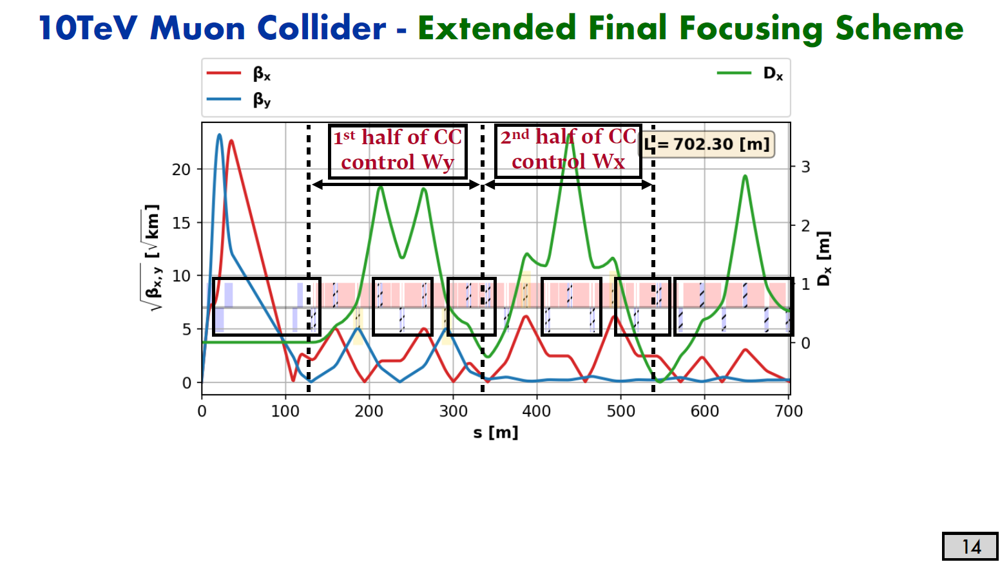 10TeV Muon Collider - Extended Final Focusing Scheme
βx
βy
Dx
1st half of CC
control Wy
2nd half of CC
control Wx
L = 702.30 [m]
20
15
10
5
0
√βx,y [√km]
3
2
1
0
Dx [m]
0 100 200 300 400 500 600 700
s [m]
14